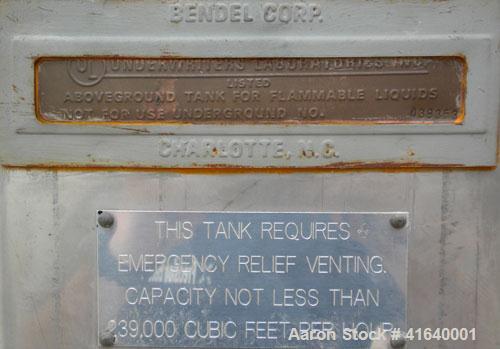 BENDEL CORP.
UL UNDERWRITERS LABORATORIES INC.
LISTED
ABOVEGROUND TANK FOR FLAMMABLE LIQUIDS
NOT FOR USE UNDERGROUND NO.
CHARLOTTE, N.C.
THIS TANK REQUIRES
EMERGENCY RELIEF VENTING.
CAPACITY NOT LESS THAN
239,000 CUBIC FEET PER HOUR
Aaron Stock # 41640001